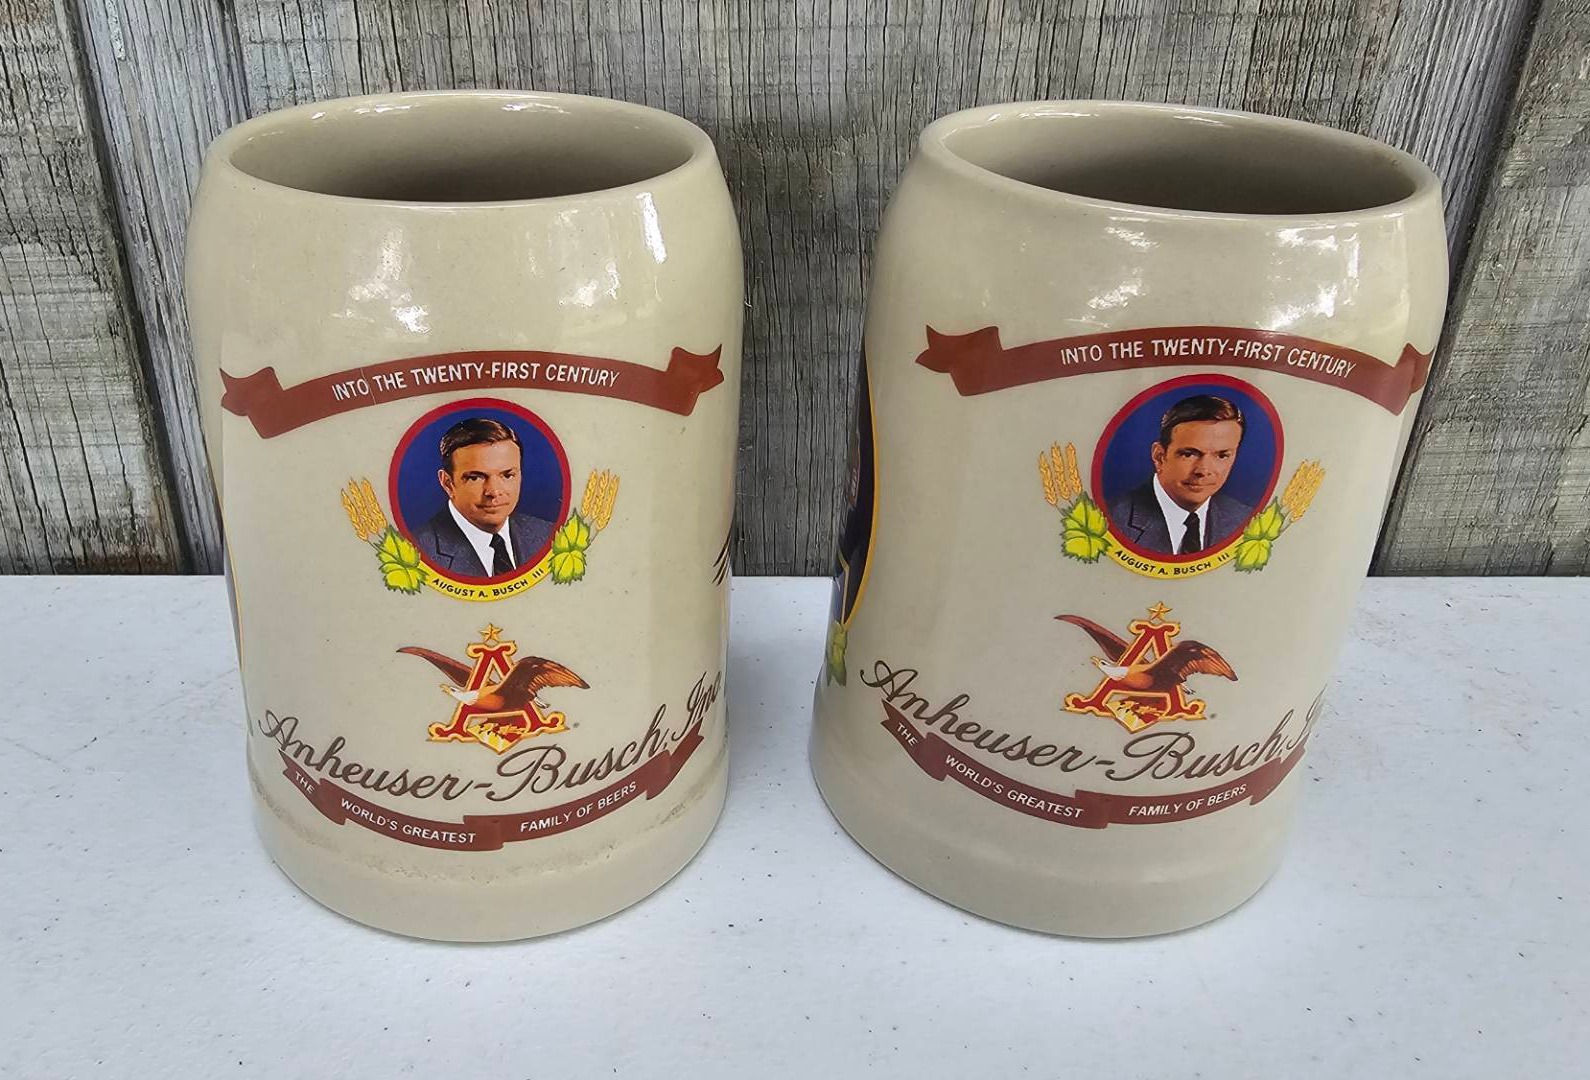 INTO THE TWENTY-FIRST CENTURY
AUGUST A. BUSCH III
A
Anheuser-Busch, Inc.
THE WORLD'S GREATEST FAMILY OF BEERS
INTO THE TWENTY-FIRST CENTURY
AUGUST A. BUSCH III
A
Anheuser-Busch,
THE WORLD'S GREATEST FAMILY OF BEERS